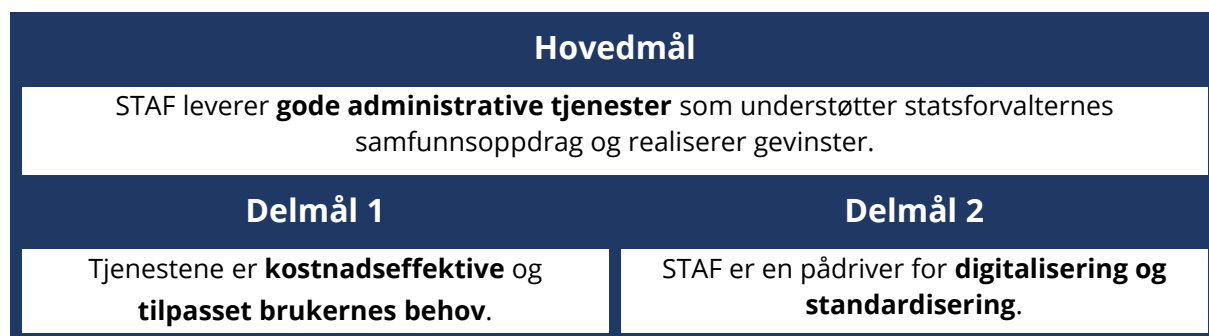 Hovedmål
STAF leverer gode administrative tjenester som understøtter statsforvalternes
samfunnsoppdrag og realiserer gevinster.
Delmål 1
Tjenestene er kostnadseffektive og
tilpasset brukernes behov.
Delmål 2
STAF er en pådriver for digitalisering og
standardisering.